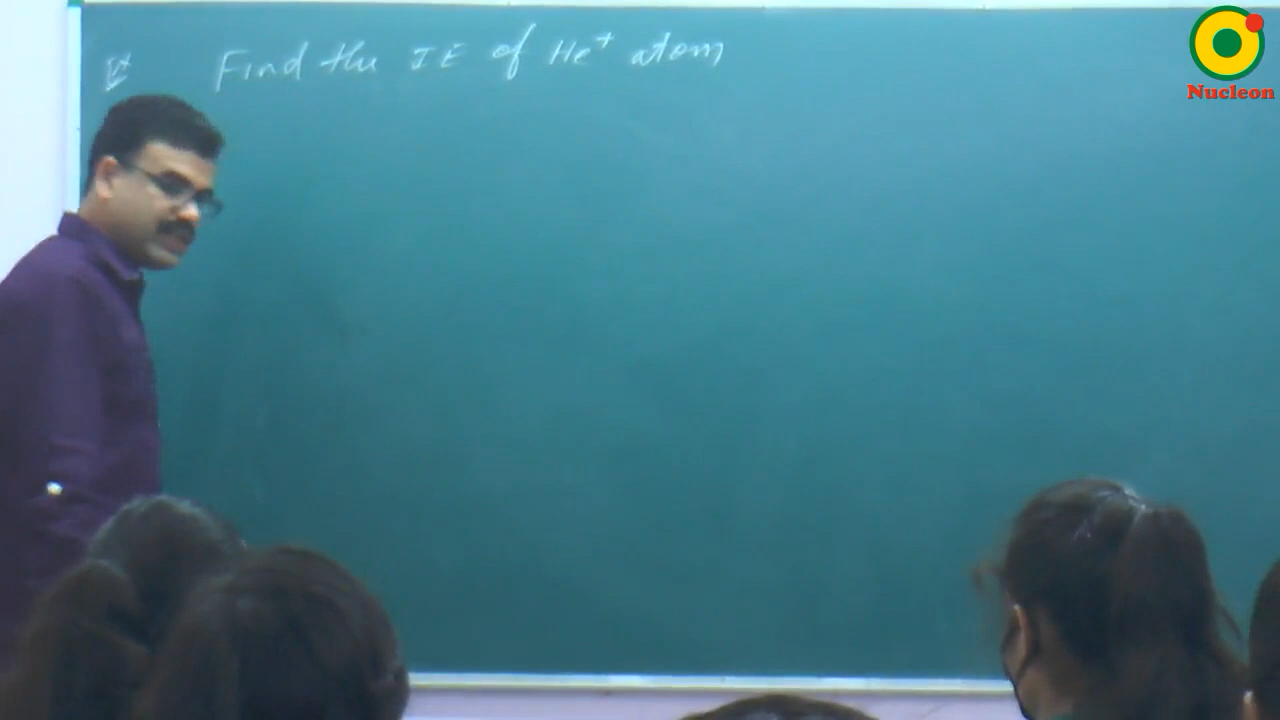 Find the IE of He⁺ atom
Nucleon